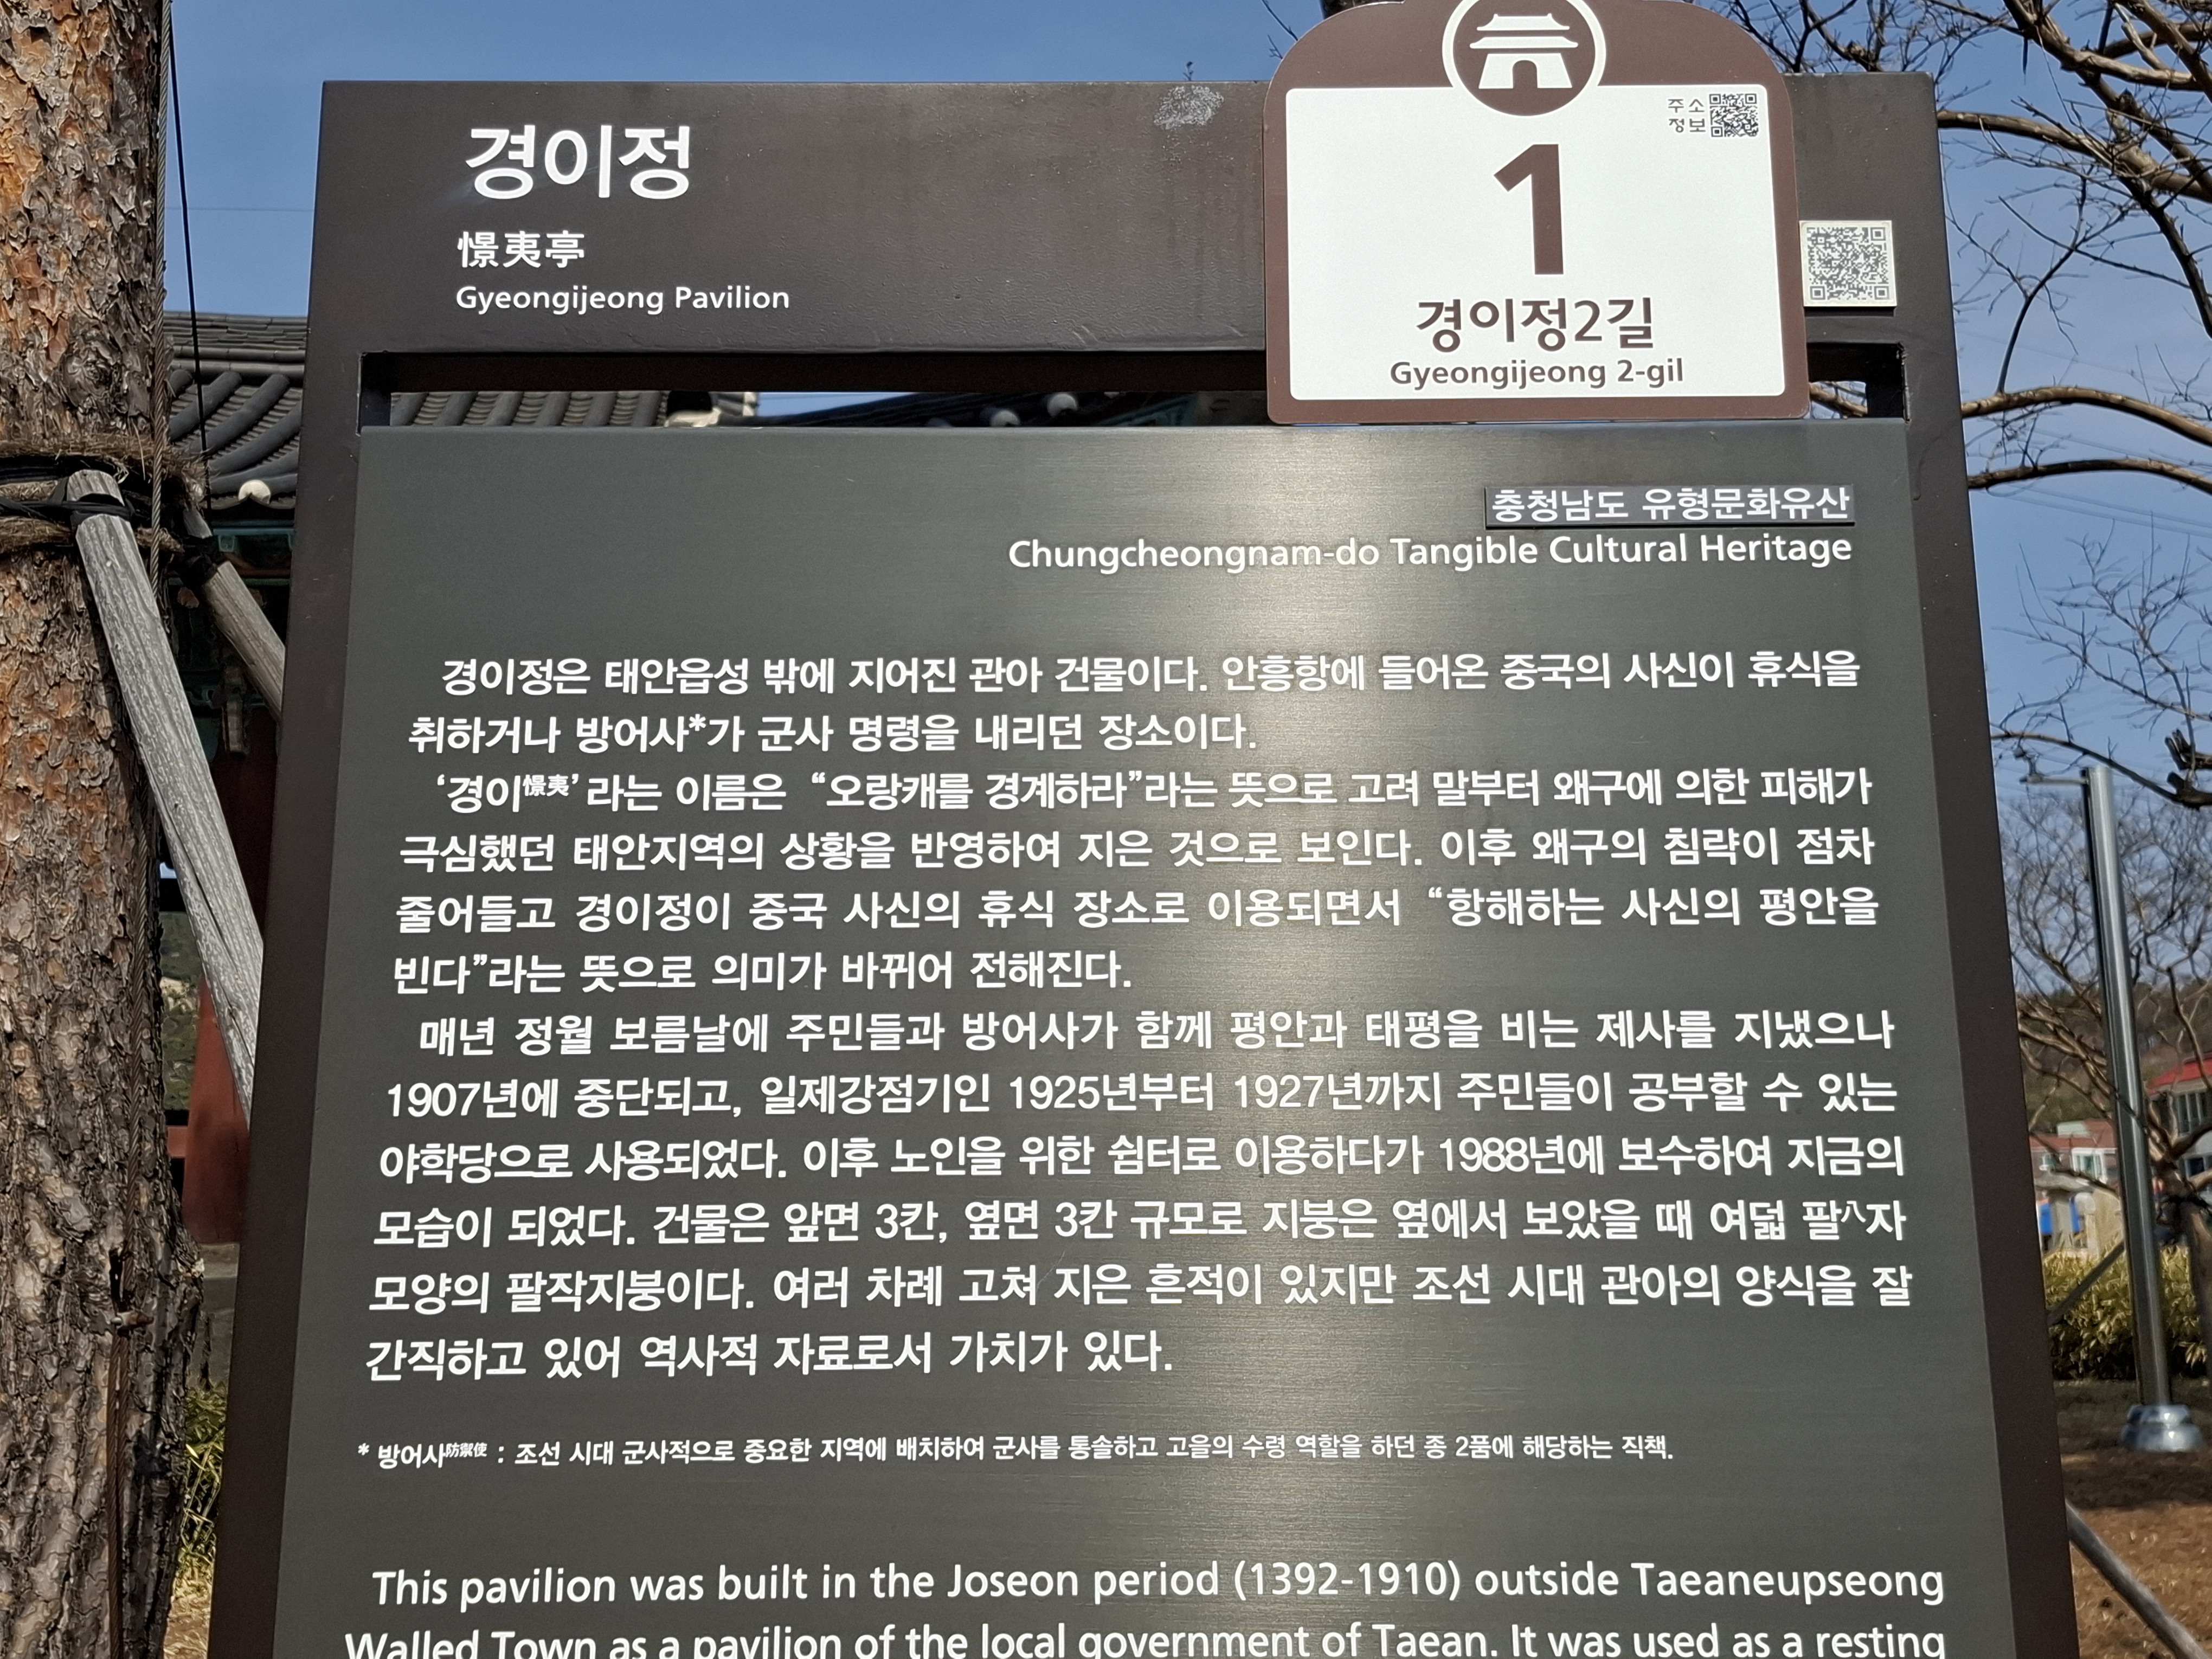 경이정
憬夷亭
Gyeongijeong Pavilion
주소
정보
1
경이정2길
Gyeongijeong 2-gil
충청남도 유형문화유산
Chungcheongnam-do Tangible Cultural Heritage
경이정은 태안읍성 밖에 지어진 관아 건물이다. 안흥항에 들어온 중국의 사신이 휴식을
취하거나 방어사*가 군사 명령을 내리던 장소이다.
‘경이憬夷’라는 이름은 “오랑캐를 경계하라”라는 뜻으로 고려 말부터 왜구에 의한 피해가
극심했던 태안지역의 상황을 반영하여 지은 것으로 보인다. 이후 왜구의 침략이 점차
줄어들고 경이정이 중국 사신의 휴식 장소로 이용되면서 “항해하는 사신의 평안을
빈다”라는 뜻으로 의미가 바뀌어 전해진다.
매년 정월 보름날에 주민들과 방어사가 함께 평안과 태평을 비는 제사를 지냈으나
1907년에 중단되고, 일제강점기인 1925년부터 1927년까지 주민들이 공부할 수 있는
야학당으로 사용되었다. 이후 노인을 위한 쉼터로 이용하다가 1988년에 보수하여 지금의
모습이 되었다. 건물은 앞면 3칸, 옆면 3칸 규모로 지붕은 옆에서 보았을 때 여덟 팔八자
모양의 팔작지붕이다. 여러 차례 고쳐 지은 흔적이 있지만 조선 시대 관아의 양식을 잘
간직하고 있어 역사적 자료로서 가치가 있다.
* 방어사防禦使 : 조선 시대 군사적으로 중요한 지역에 배치하여 군사를 통솔하고 고을의 수령 역할을 하던 종 2품에 해당하는 직책.
This pavilion was built in the Joseon period (1392-1910) outside Taeaneupseong
Walled Town as a pavilion of the local government of Taean. It was used as a resting